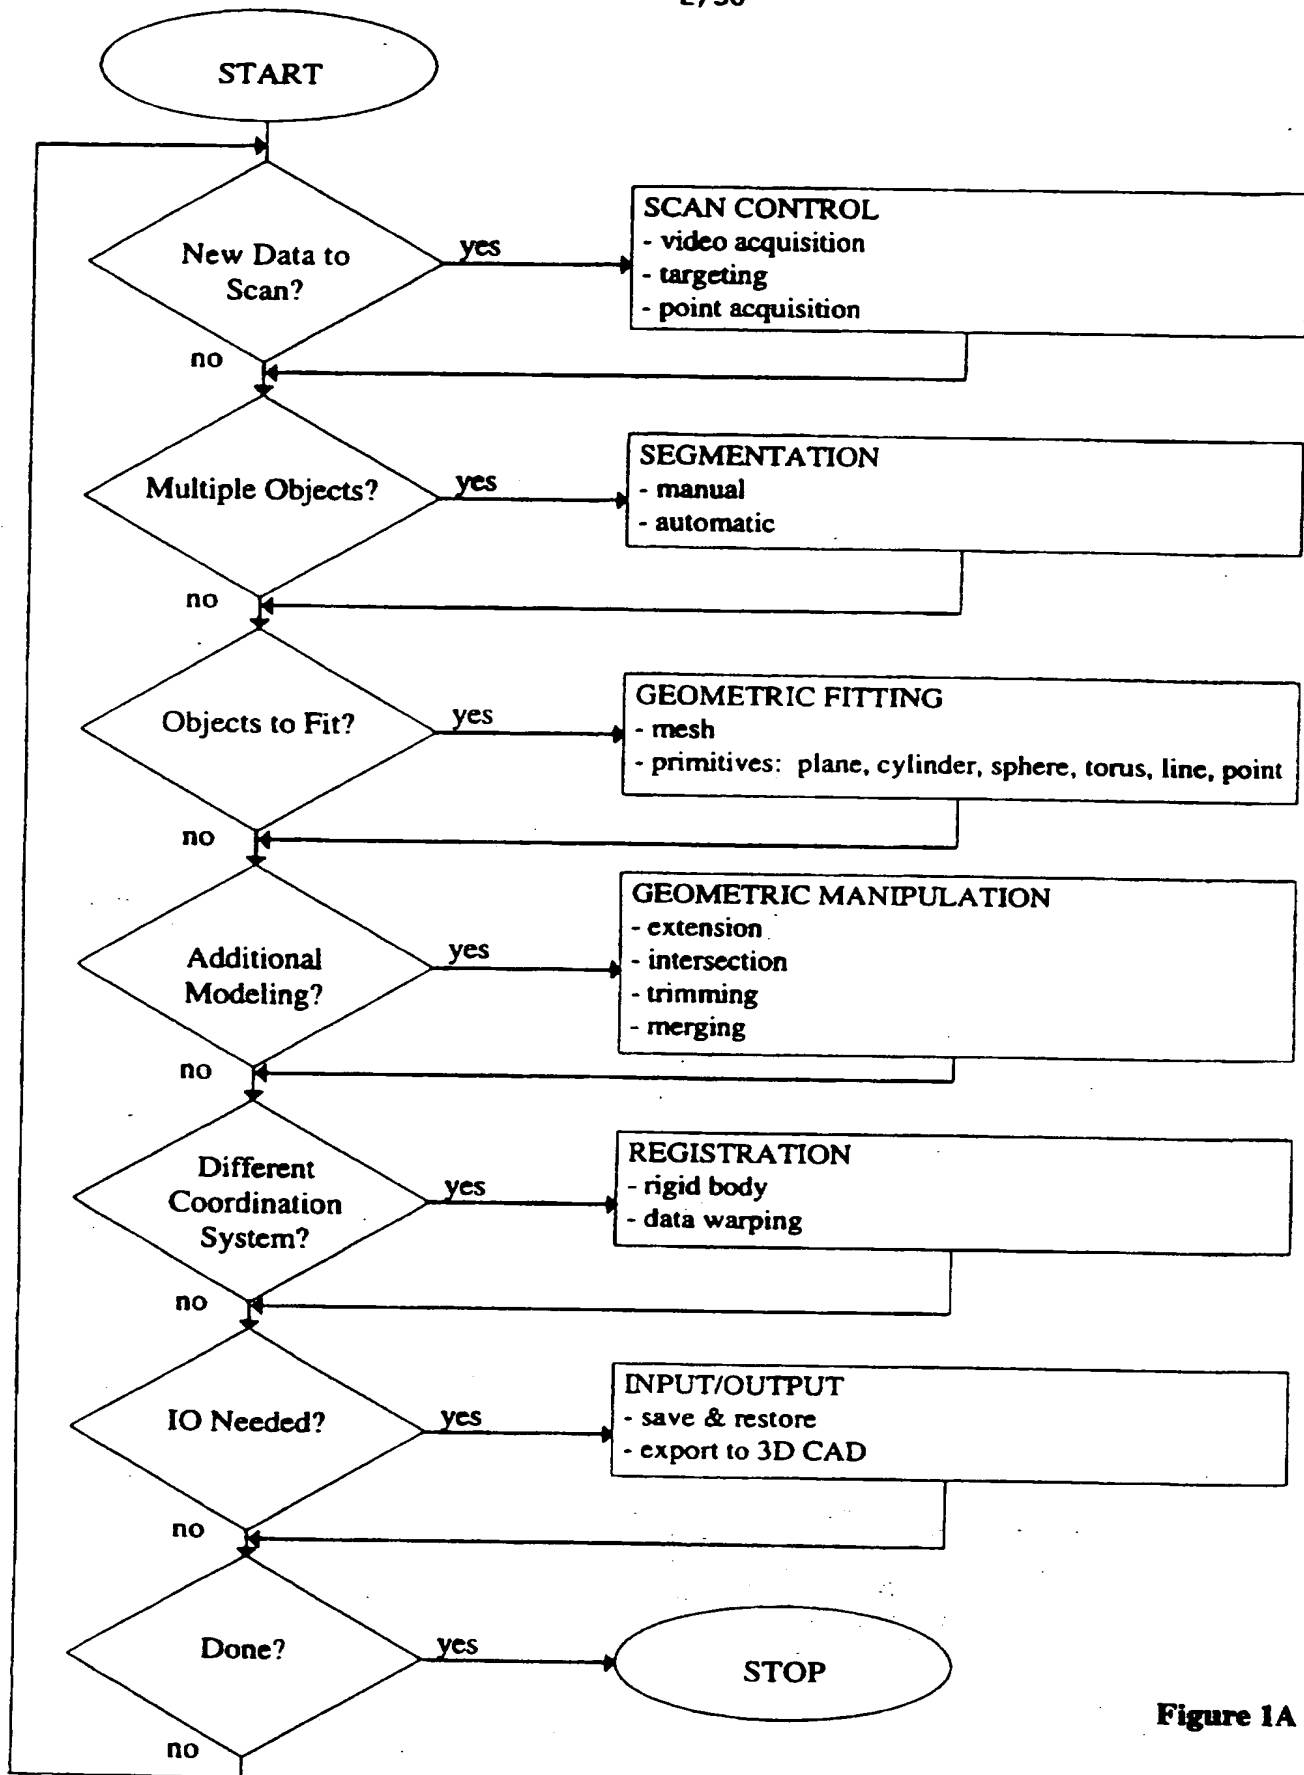 START
New Data to
Scan?
yes
SCAN CONTROL
- video acquisition
- targeting
- point acquisition
no
Multiple Objects?
yes
SEGMENTATION
- manual
- automatic
no
Objects to Fit?
yes
GEOMETRIC FITTING
- mesh
- primitives: plane, cylinder, sphere, torus, line, point
no
Additional
Modeling?
yes
GEOMETRIC MANIPULATION
- extension
- intersection
- trimming
- merging
no
Different
Coordination
System?
yes
REGISTRATION
- rigid body
- data warping
no
IO Needed?
yes
INPUT/OUTPUT
- save & restore
- export to 3D CAD
no
Done?
yes
STOP
no
Figure 1A